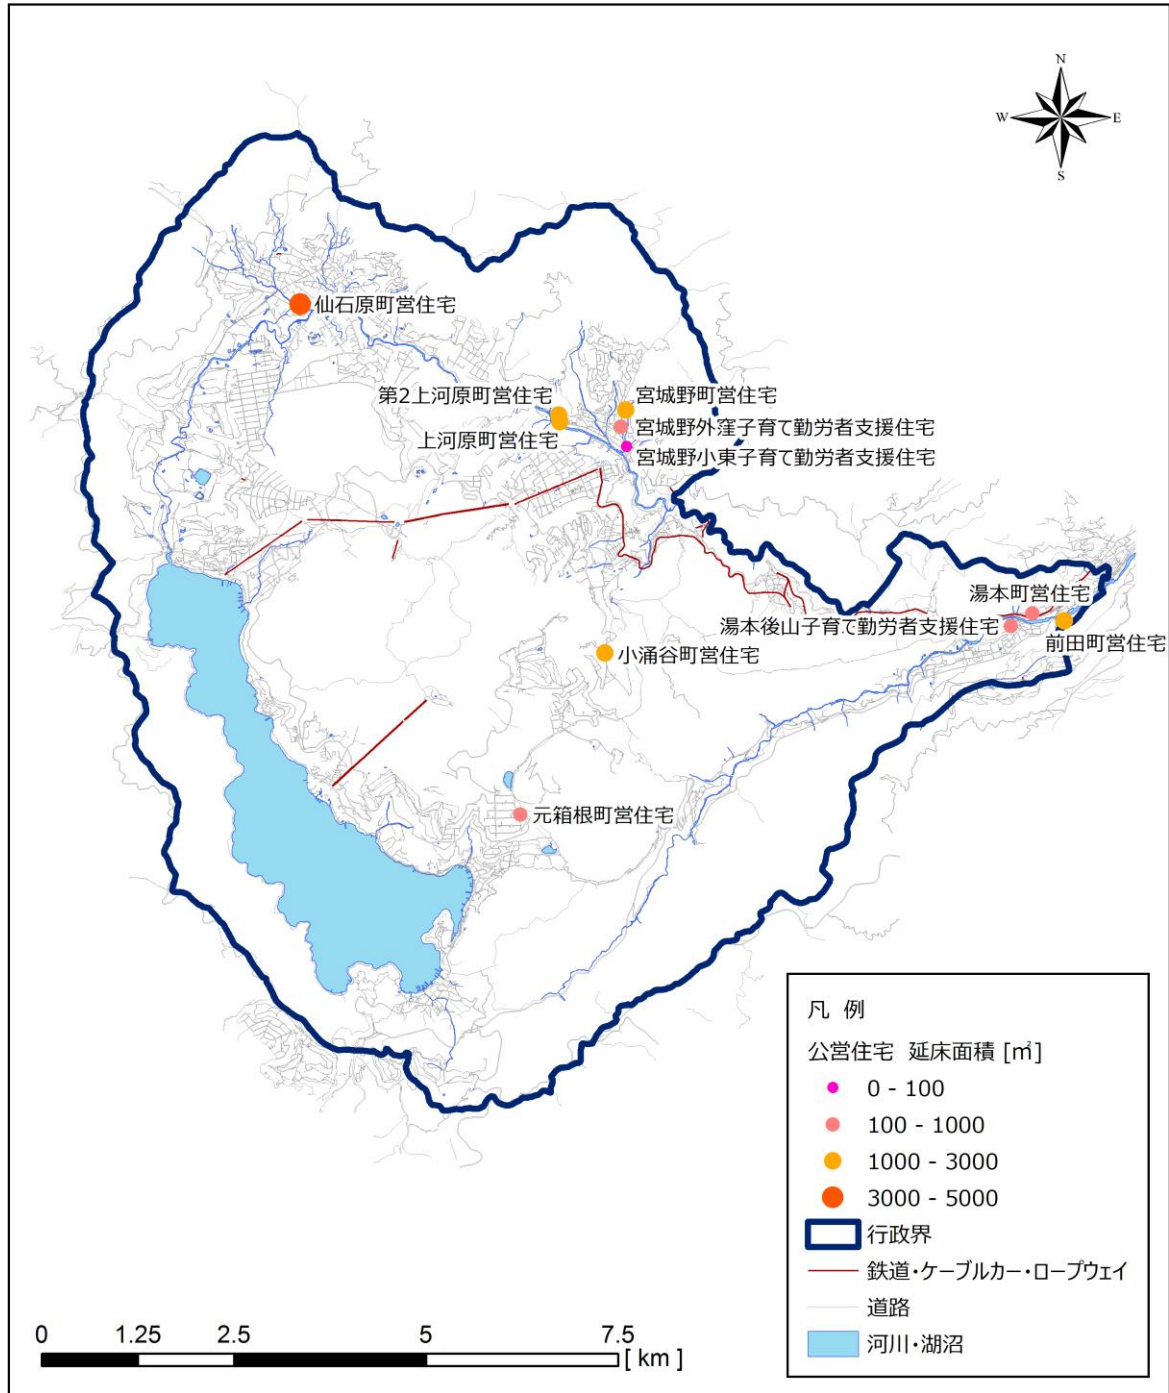 N
W
E
S
仙石原町営住宅
第2上河原町営住宅
宮城野町営住宅
宮城野外窪子育て勤労者支援住宅
上河原町営住宅
宮城野小東子育て勤労者支援住宅
湯本町営住宅
湯本後山子育て勤労者支援住宅
前田町営住宅
小涌谷町営住宅
元箱根町営住宅
凡 例
公営住宅 延床面積 [㎡]
0 - 100
100 - 1000
1000 - 3000
3000 - 5000
行政界
鉄道・ケーブルカー・ロープウェイ
道路
河川・湖沼
0 1.25 2.5 5 7.5
[ km ]